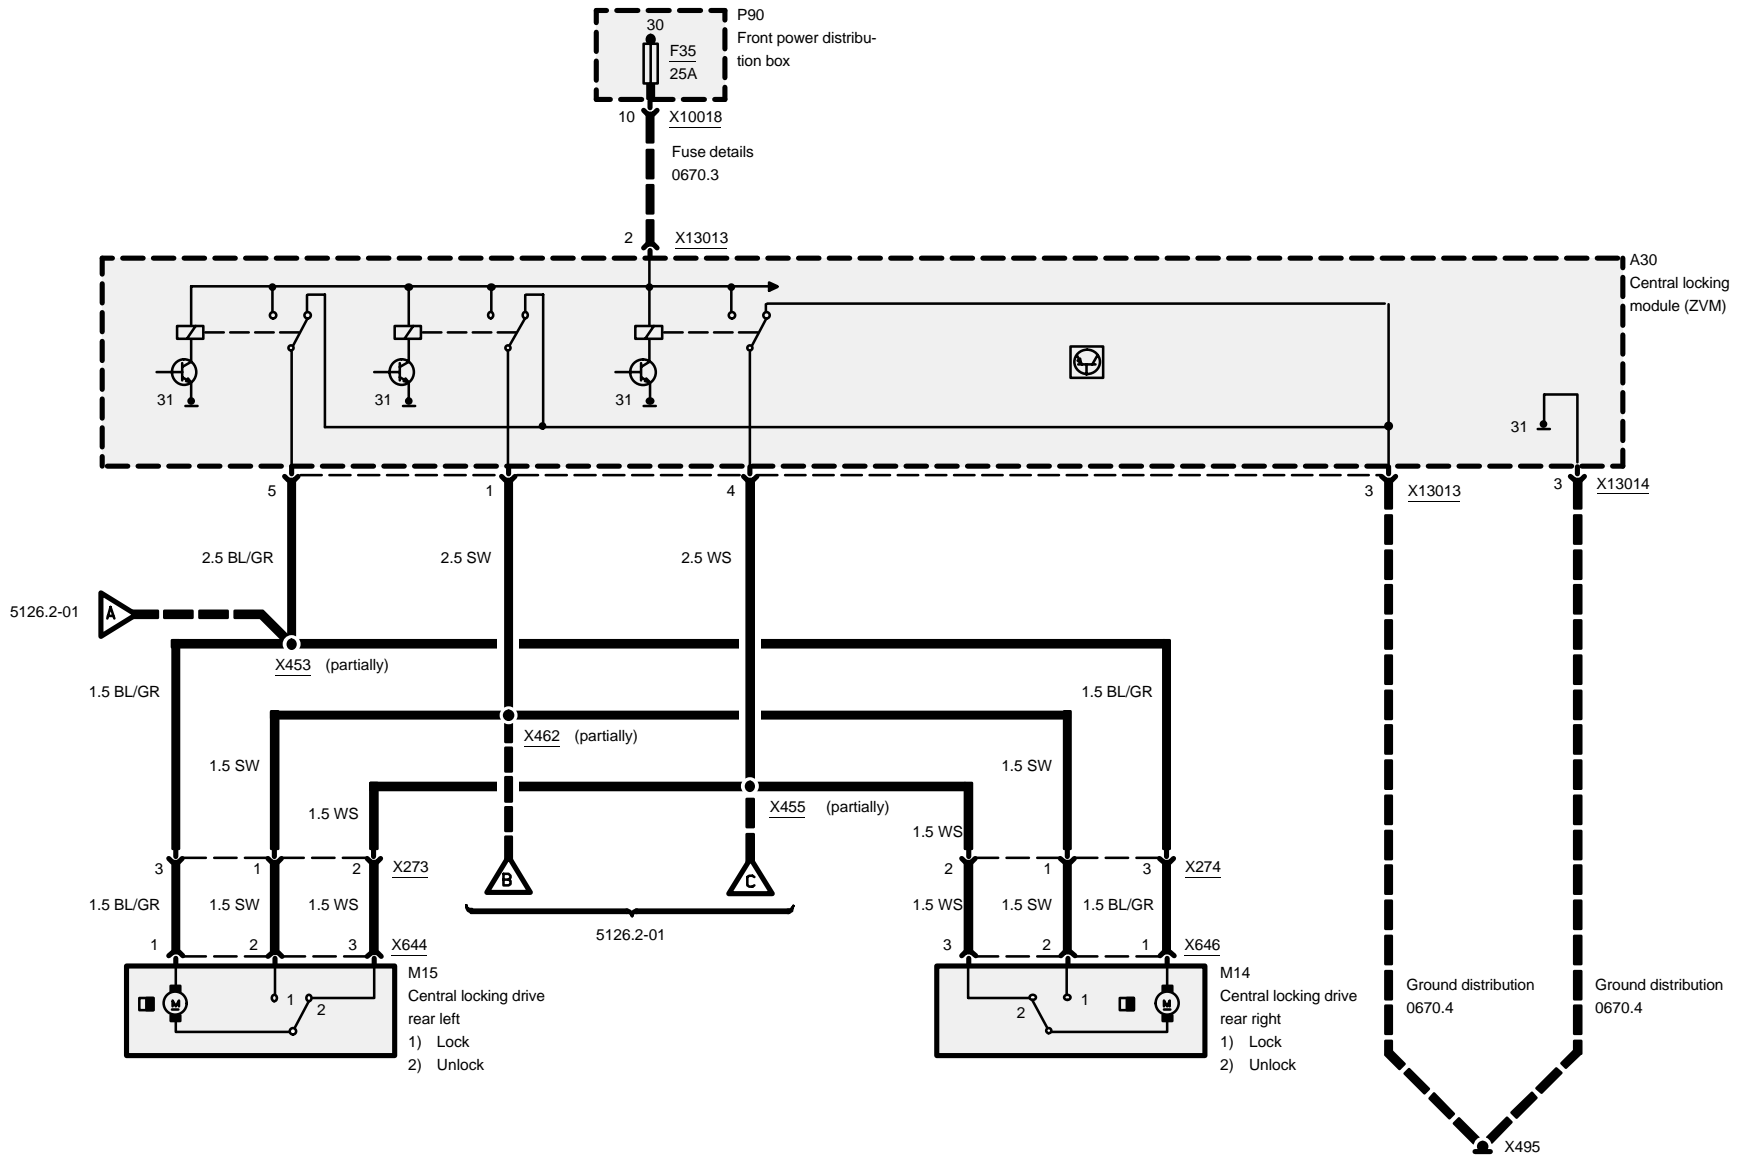 P90
30
Front power distribu-
F35
tion box
25A
10 X10018
Fuse details
0670.3
2 X13013
A30
Central locking
module (ZVM)
31 31 31
31
5 1 4 3 X13013 3 X13014
2.5 BL/GR 2.5 SW 2.5 WS
5126.2-01 A
X453 (partially)
1.5 BL/GR 1.5 BL/GR
X462 (partially)
1.5 SW 1.5 SW
X455 (partially)
1.5 WS
1.5 WS
3 1 2 X273 2 1 3 X274
B C
1.5 BL/GR 1.5 SW 1.5 WS 1.5 WS 1.5 SW 1.5 BL/GR
5126.2-01
1 2 3 X644 3 2 1 X646
M15 M14
M 1 2 2 1 M
Central locking drive Central locking drive
rear left rear right
1) Lock 1) Lock
2) Unlock 2) Unlock
Ground distribution Ground distribution
0670.4 0670.4
X495